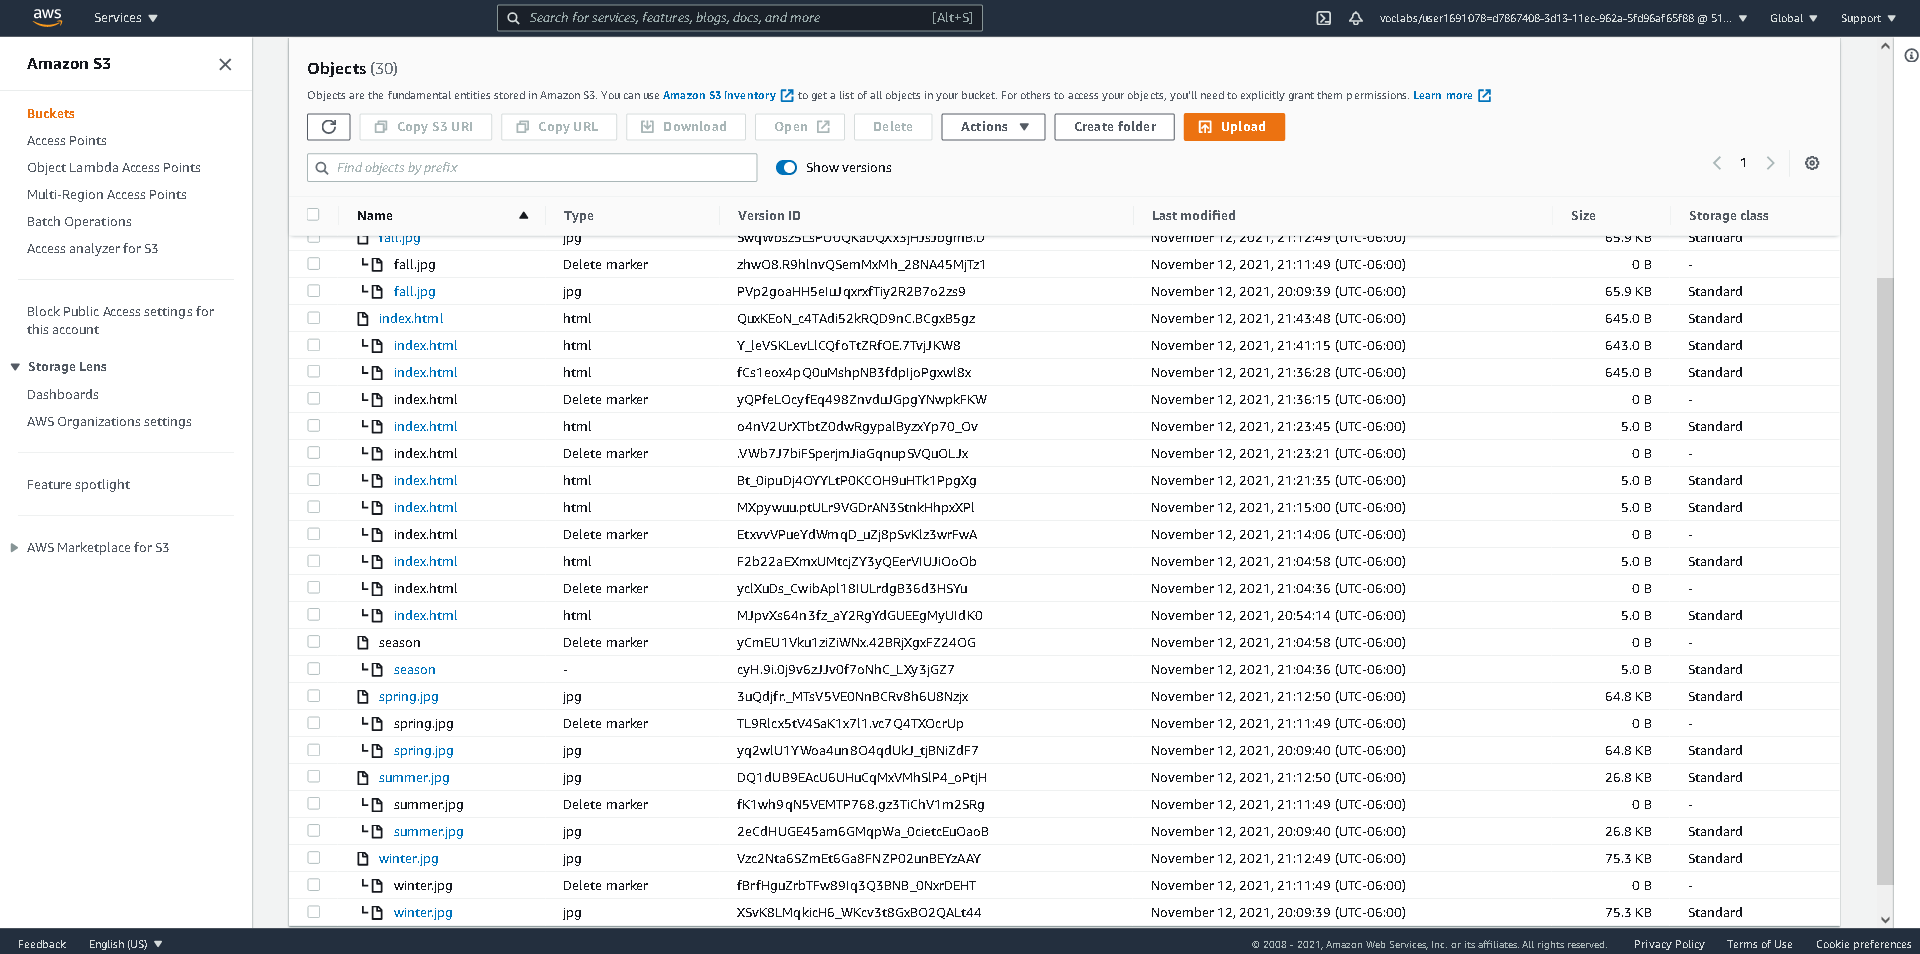 aws Services Search for services, features, blogs, docs, and more [Alt+S] voclabs/user1691078=d7867408-3d13-11ec-962a-5fd96af65f88 @ 51... Global Support
Amazon S3
Buckets
Access Points
Object Lambda Access Points
Multi-Region Access Points
Batch Operations
Access analyzer for S3
Block Public Access settings for
this account
Storage Lens
Dashboards
AWS Organizations settings
Feature spotlight
AWS Marketplace for S3
Objects (30)
Objects are the fundamental entities stored in Amazon S3. You can use Amazon S3 Inventory to get a list of all objects in your bucket. For others to access your objects, you'll need to explicitly grant them permissions. Learn more
Copy S3 URI Copy URL Download Open Delete Actions Create folder Upload
Find objects by prefix Show versions 1
Name Type Version ID Last modified Size Storage class
fall.jpg jpg November 12, 2021, 21:12:49 (UTC-06:00) 65.9 KB Standard
fall.jpg Delete marker zhwO8.R9hlnvQSemMxMh_28NA45MjTz1 November 12, 2021, 21:11:49 (UTC-06:00) 0 B -
fall.jpg jpg PVp2goaHH5eIuJqxrxfTiy2R2B7o2zs9 November 12, 2021, 20:09:39 (UTC-06:00) 65.9 KB Standard
index.html html QuxKEoN_c4TAdi52kRQD9nC.BCgxB5gz November 12, 2021, 21:43:48 (UTC-06:00) 645.0 B Standard
index.html html Y_leVSKLevLlCQfoTtZRfOE.7TvjJKW8 November 12, 2021, 21:41:15 (UTC-06:00) 643.0 B Standard
index.html html fCs1eox4pQ0uMshpNB3fdpIjoPgxwl8x November 12, 2021, 21:36:28 (UTC-06:00) 645.0 B Standard
index.html Delete marker yQPfeLOcyfEq498ZnvduJGpgYNwpkFKW November 12, 2021, 21:36:15 (UTC-06:00) 0 B -
index.html html o4nV2UrXTbtZ0dwRgypalByzxYp70_Ov November 12, 2021, 21:23:45 (UTC-06:00) 5.0 B Standard
index.html Delete marker .VWb7J7biFSperjmJiaGqnupSVQuOLJx November 12, 2021, 21:23:21 (UTC-06:00) 0 B -
index.html html Bt_0ipuDj4OYYLtP0KCOH9uHTk1PpgXg November 12, 2021, 21:21:35 (UTC-06:00) 5.0 B Standard
index.html html MXpywuu.ptULr9VGDrAN3StnkHhpxXPl November 12, 2021, 21:15:00 (UTC-06:00) 5.0 B Standard
index.html Delete marker EtxvvVPueYdWmqD_uZj8pSvKlz3wrFwA November 12, 2021, 21:14:06 (UTC-06:00) 0 B -
index.html html F2b22aEXmxUMtcjZY3yQEerVIUJiOoOb November 12, 2021, 21:04:58 (UTC-06:00) 5.0 B Standard
index.html Delete marker yclXuDs_CwibApl18IULrdgB36d3HSYu November 12, 2021, 21:04:36 (UTC-06:00) 0 B -
index.html html MJpvXs64n3fz_aY2RgYdGUEEgMyUIdK0 November 12, 2021, 20:54:14 (UTC-06:00) 5.0 B Standard
season Delete marker yCmEU1Vku1ziZiWNx.42BRjXgxFZ24OG November 12, 2021, 21:04:58 (UTC-06:00) 0 B -
season - cyH.9i.0j9v6zJJv0f7oNhC_LXy3jGZ7 November 12, 2021, 21:04:36 (UTC-06:00) 5.0 B Standard
spring.jpg jpg 3uQdjfr._MTsV5VE0NnBCRv8h6U8Nzjx November 12, 2021, 21:12:50 (UTC-06:00) 64.8 KB Standard
spring.jpg Delete marker TL9Rlcx5tV4SaK1x7l1.vc7Q4TXOcrUp November 12, 2021, 21:11:49 (UTC-06:00) 0 B -
spring.jpg jpg yq2wlU1YWoa4un8O4qdUkJ_tjBNiZdF7 November 12, 2021, 20:09:40 (UTC-06:00) 64.8 KB Standard
summer.jpg jpg DQ1dUB9EAcU6UHuCqMxVMhSlP4_oPtjH November 12, 2021, 21:12:50 (UTC-06:00) 26.8 KB Standard
summer.jpg Delete marker fK1wh9qN5VEMTP768.gz3TiChV1m2SRg November 12, 2021, 21:11:49 (UTC-06:00) 0 B -
summer.jpg jpg 2eCdHUGE45am6GMqpWa_0cietcEuOaoB November 12, 2021, 20:09:40 (UTC-06:00) 26.8 KB Standard
winter.jpg jpg Vzc2Nta6SZmEt6Ga8FNZP02unBEYzAAY November 12, 2021, 21:12:49 (UTC-06:00) 75.3 KB Standard
winter.jpg Delete marker fBrfHguZrbTFw89Iq3Q3BNB_0NxrDEHT November 12, 2021, 21:11:49 (UTC-06:00) 0 B -
winter.jpg jpg XSvK8LMqkicH6_WKcv3t8GxBO2QALt44 November 12, 2021, 20:09:39 (UTC-06:00) 75.3 KB Standard
Feedback English (US) © 2008 - 2021, Amazon Web Services, Inc. or its affiliates. All rights reserved. Privacy Policy Terms of Use Cookie preferences